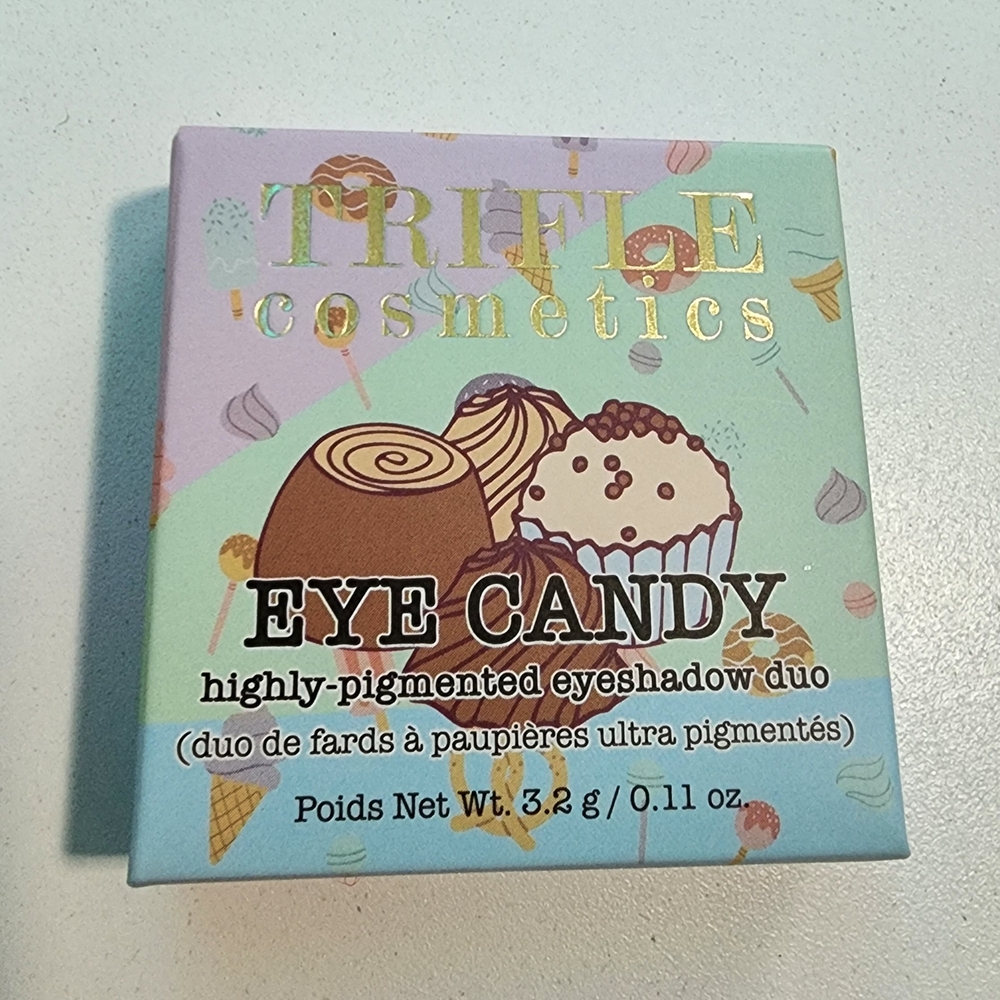 TRIFLE
cosmetics
EYE CANDY
highly-pigmented eyeshadow duo
(duo de fards à paupières ultra pigmentés)
Poids Net Wt. 3.2 g / 0.11 oz.